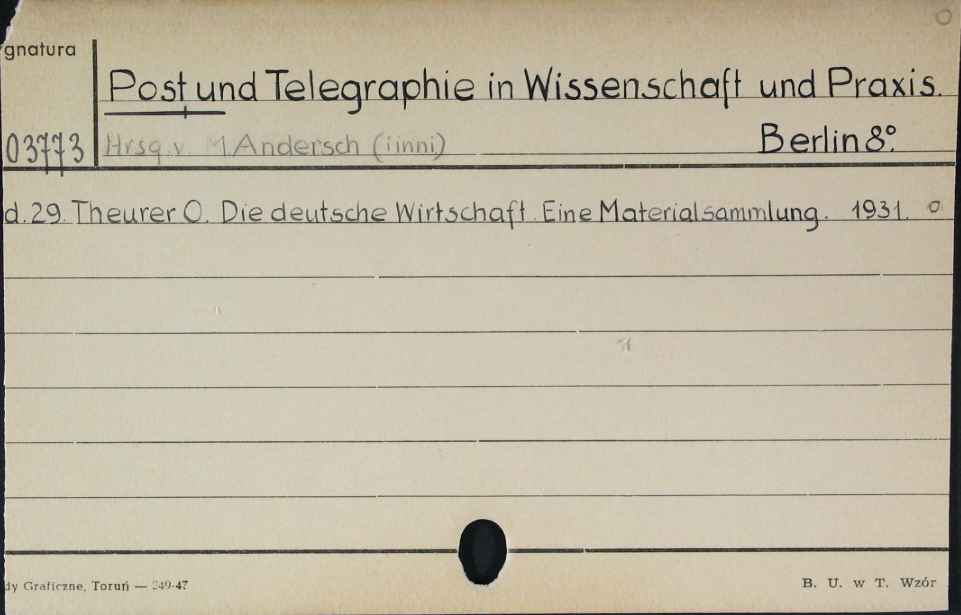 gnatura
Post und Telegraphie in Wissenschaft und Praxis.
03773 Hrsg. v. M Andersch (i inni) Berlin 8°.
d. 29. Theurer O. Die deutsche Wirtschaft. Eine Materialsammlung. 1931.
dy Graficzne, Toruń — 249-47 B. U. w T. Wzór